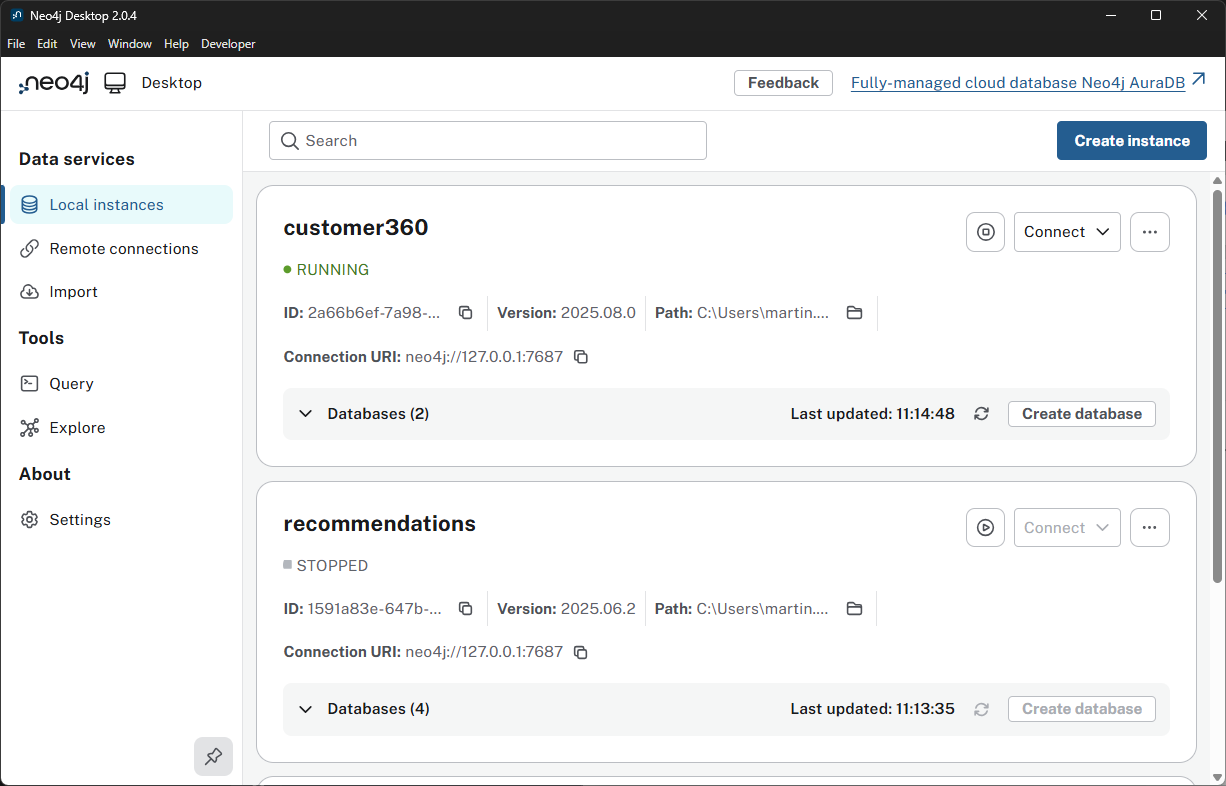 Neo4j Desktop 2.0.4
File Edit View Window Help Developer
neo4j Desktop Feedback Fully-managed cloud database Neo4j AuraDB
Data services
Local instances
Remote connections
Import
Tools
Query
Explore
About
Settings
Search Create instance
customer360 Connect
RUNNING
ID: 2a66b6ef-7a98-... Version: 2025.08.0 Path: C:\Users\martin....
Connection URI: neo4j://127.0.0.1:7687
Databases (2) Last updated: 11:14:48 Create database
recommendations Connect
STOPPED
ID: 1591a83e-647b-... Version: 2025.06.2 Path: C:\Users\martin....
Connection URI: neo4j://127.0.0.1:7687
Databases (4) Last updated: 11:13:35 Create database